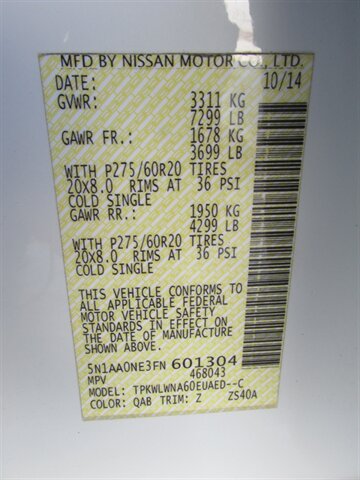 MFD BY NISSAN MOTOR CO., LTD.
DATE: 10/14
GVWR: 3311 KG
7299 LB
GAWR FR.: 1678 KG
3699 LB
WITH P275/60R20 TIRES
20X8.0 RIMS AT 36 PSI
COLD SINGLE
GAWR RR.: 1950 KG
4299 LB
WITH P275/60R20 TIRES
20X8.0 RIMS AT 36 PSI
COLD SINGLE
THIS VEHICLE CONFORMS TO
ALL APPLICABLE FEDERAL
MOTOR VEHICLE SAFETY
STANDARDS IN EFFECT ON
THE DATE OF MANUFACTURE
5N1AA0NE3FN 601304
MPV 468043
MODEL: TPKWLWNA60EUAED--C
COLOR: QAB TRIM: Z ZS40A